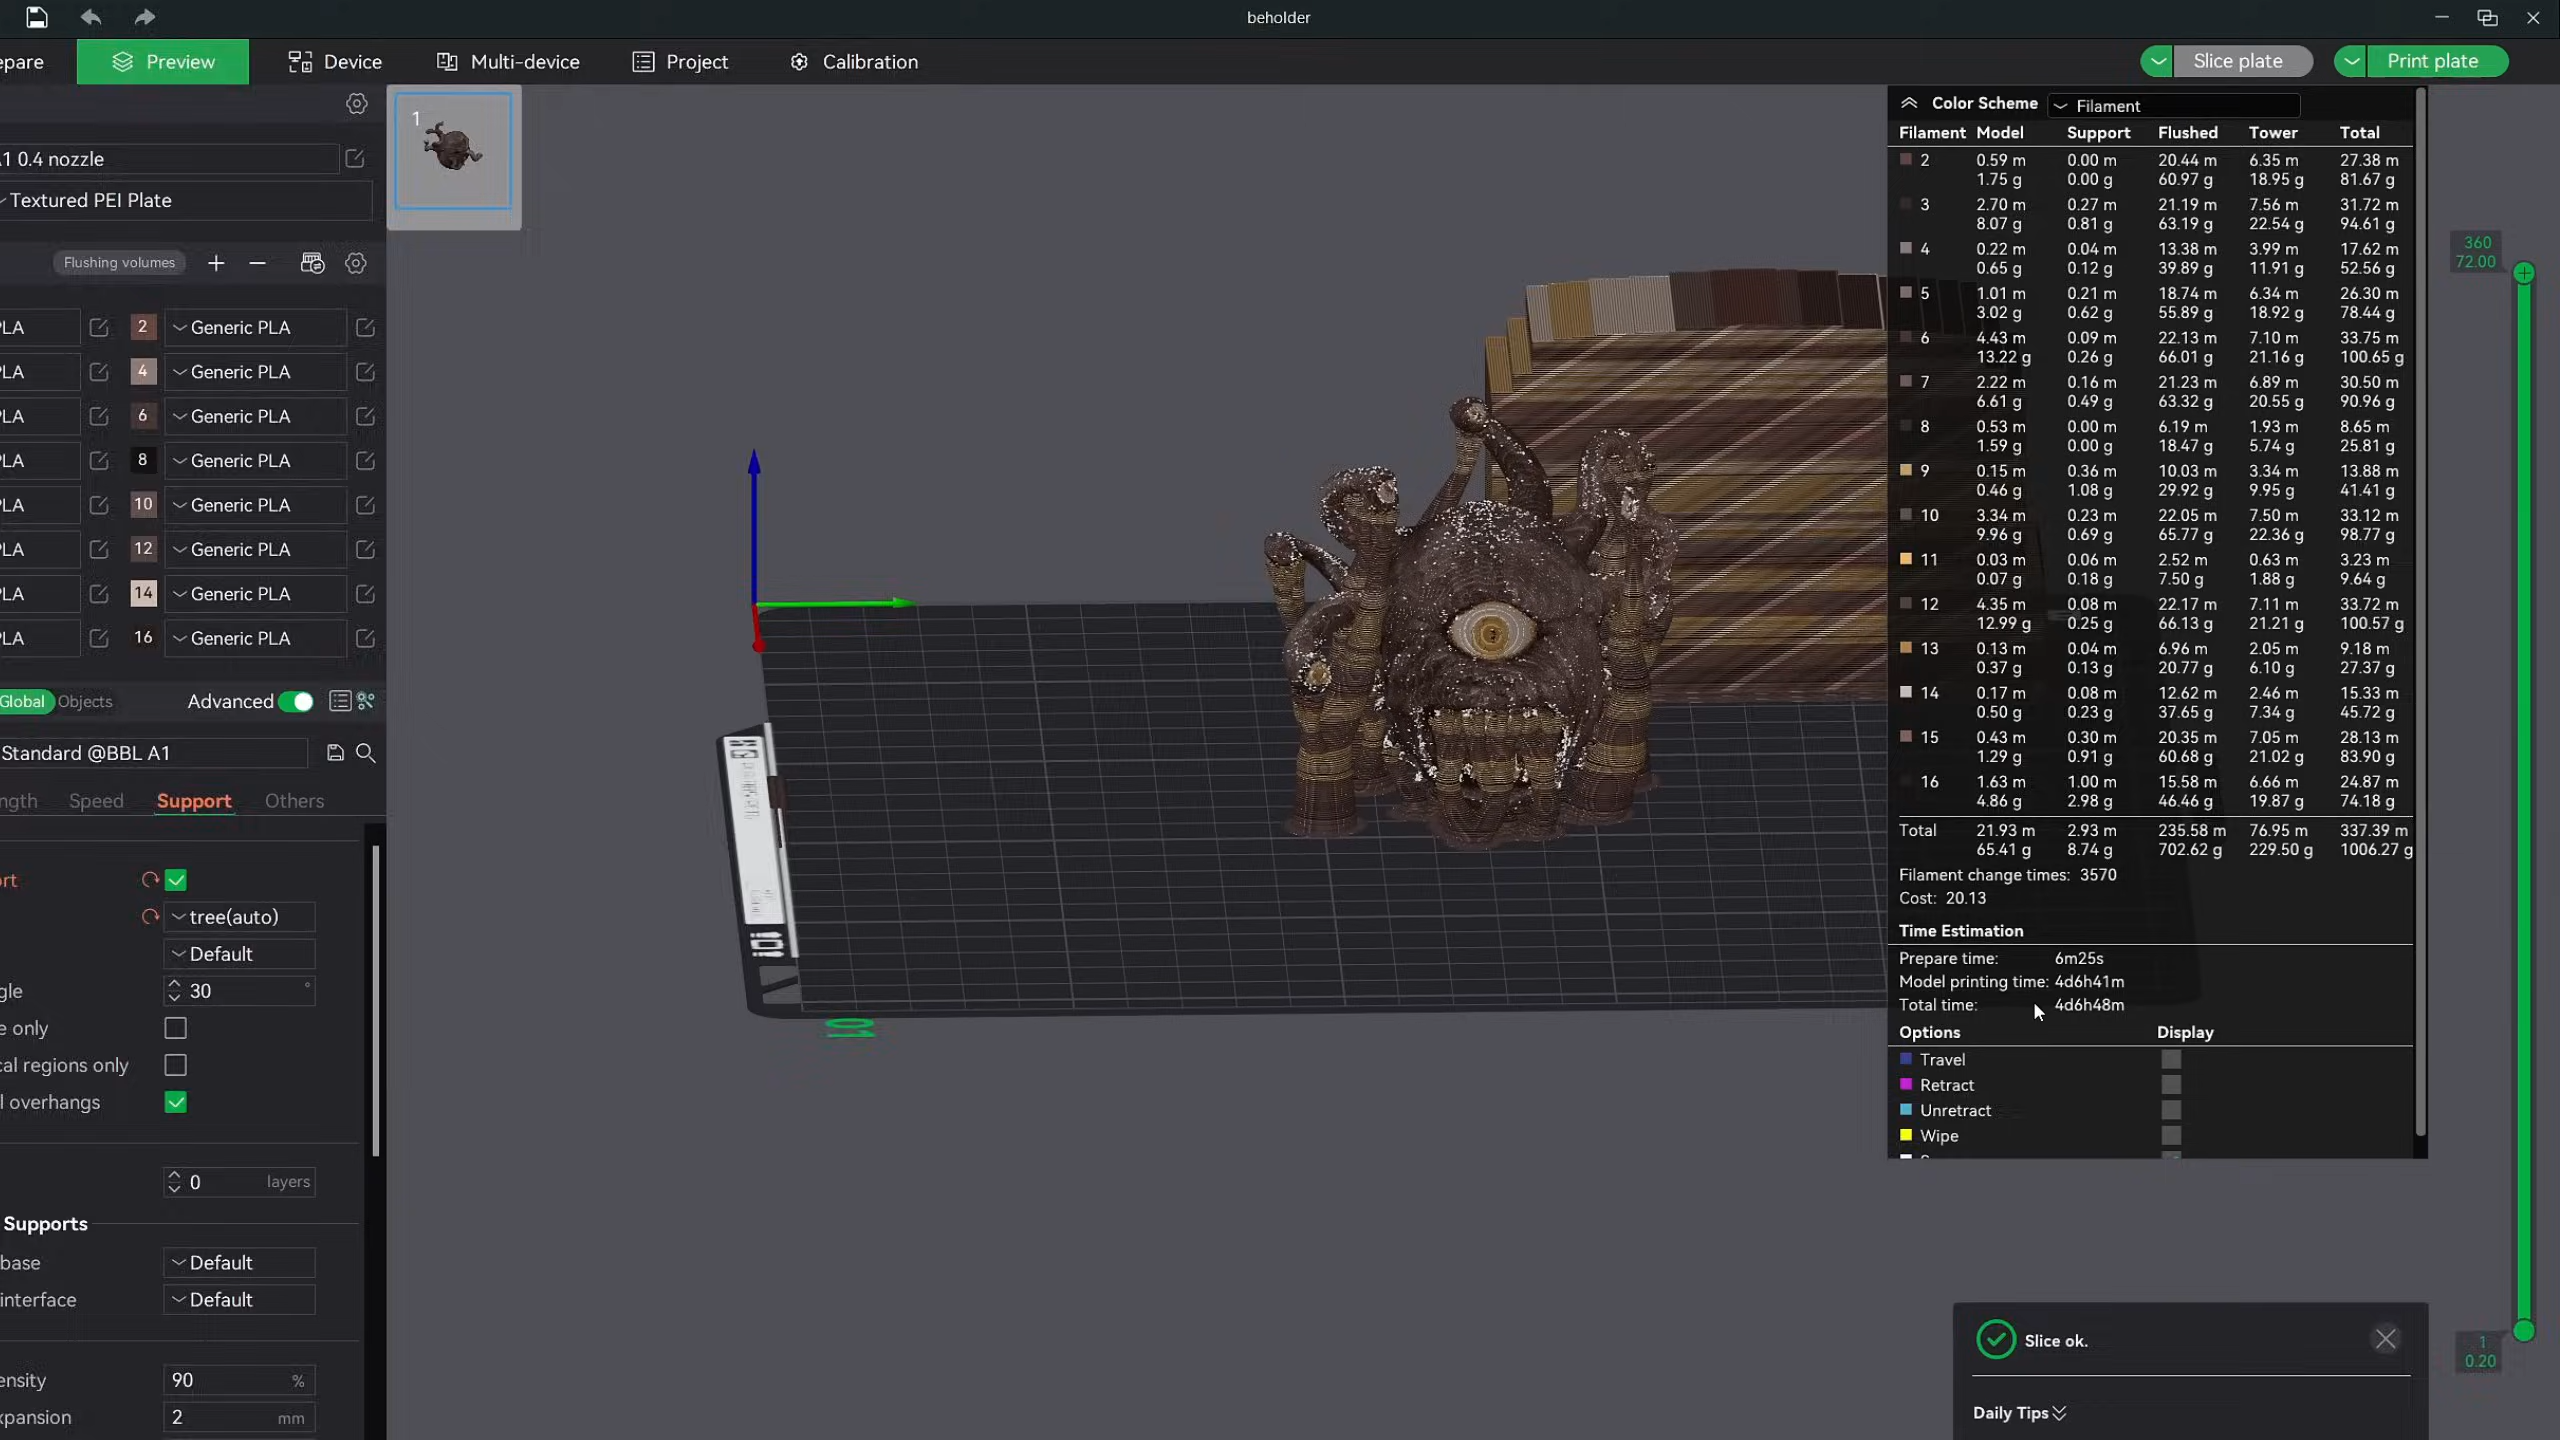 beholder
epare Preview Device Multi-device Project Calibration Slice plate Print plate
1 0.4 nozzle
Textured PEI Plate
Flushing volumes
LA 2 Generic PLA
LA 4 Generic PLA
LA 6 Generic PLA
LA 8 Generic PLA
LA 10 Generic PLA
LA 12 Generic PLA
LA 14 Generic PLA
LA 16 Generic PLA
Global Objects Advanced
Standard @BBL A1
ngth Speed Support Others
rt
tree(auto)
Default
gle 30 °
e only
cal regions only
l overhangs
0 layers
Supports
base Default
interface Default
ensity 90 %
xpansion 2 mm
1
01
Color Scheme Filament
Filament Model Support Flushed Tower Total
2 0.59 m 0.00 m 20.44 m 6.35 m 27.38 m
1.75 g 0.00 g 60.97 g 18.95 g 81.67 g
3 2.70 m 0.27 m 21.19 m 7.56 m 31.72 m
8.07 g 0.81 g 63.19 g 22.54 g 94.61 g
4 0.22 m 0.04 m 13.38 m 3.99 m 17.62 m
0.65 g 0.12 g 39.89 g 11.91 g 52.56 g
5 1.01 m 0.21 m 18.74 m 6.34 m 26.30 m
3.02 g 0.62 g 55.89 g 18.92 g 78.44 g
6 4.43 m 0.09 m 22.13 m 7.10 m 33.75 m
13.22 g 0.26 g 66.01 g 21.16 g 100.65 g
7 2.22 m 0.16 m 21.23 m 6.89 m 30.50 m
6.61 g 0.49 g 63.32 g 20.55 g 90.96 g
8 0.53 m 0.00 m 6.19 m 1.93 m 8.65 m
1.59 g 0.00 g 18.47 g 5.74 g 25.81 g
9 0.15 m 0.36 m 10.03 m 3.34 m 13.88 m
0.46 g 1.08 g 29.92 g 9.95 g 41.41 g
10 3.34 m 0.23 m 22.05 m 7.50 m 33.12 m
9.96 g 0.69 g 65.77 g 22.36 g 98.77 g
11 0.03 m 0.06 m 2.52 m 0.63 m 3.23 m
0.07 g 0.18 g 7.50 g 1.88 g 9.64 g
12 4.35 m 0.08 m 22.17 m 7.11 m 33.72 m
12.99 g 0.25 g 66.13 g 21.21 g 100.57 g
13 0.13 m 0.04 m 6.96 m 2.05 m 9.18 m
0.37 g 0.13 g 20.77 g 6.10 g 27.37 g
14 0.17 m 0.08 m 12.62 m 2.46 m 15.33 m
0.50 g 0.23 g 37.65 g 7.34 g 45.72 g
15 0.43 m 0.30 m 20.35 m 7.05 m 28.13 m
1.29 g 0.91 g 60.68 g 21.02 g 83.90 g
16 1.63 m 1.00 m 15.58 m 6.66 m 24.87 m
4.86 g 2.98 g 46.46 g 19.87 g 74.18 g
Total 21.93 m 2.93 m 235.58 m 76.95 m 337.39 m
65.41 g 8.74 g 702.62 g 229.50 g 1006.27 g
Filament change times: 3570
Cost: 20.13
Time Estimation
Prepare time: 6m25s
Model printing time: 4d6h41m
Total time: 4d6h48m
Options Display
Travel
Retract
Unretract
Wipe
360
72.00
1
0.20
Slice ok.
Daily Tips